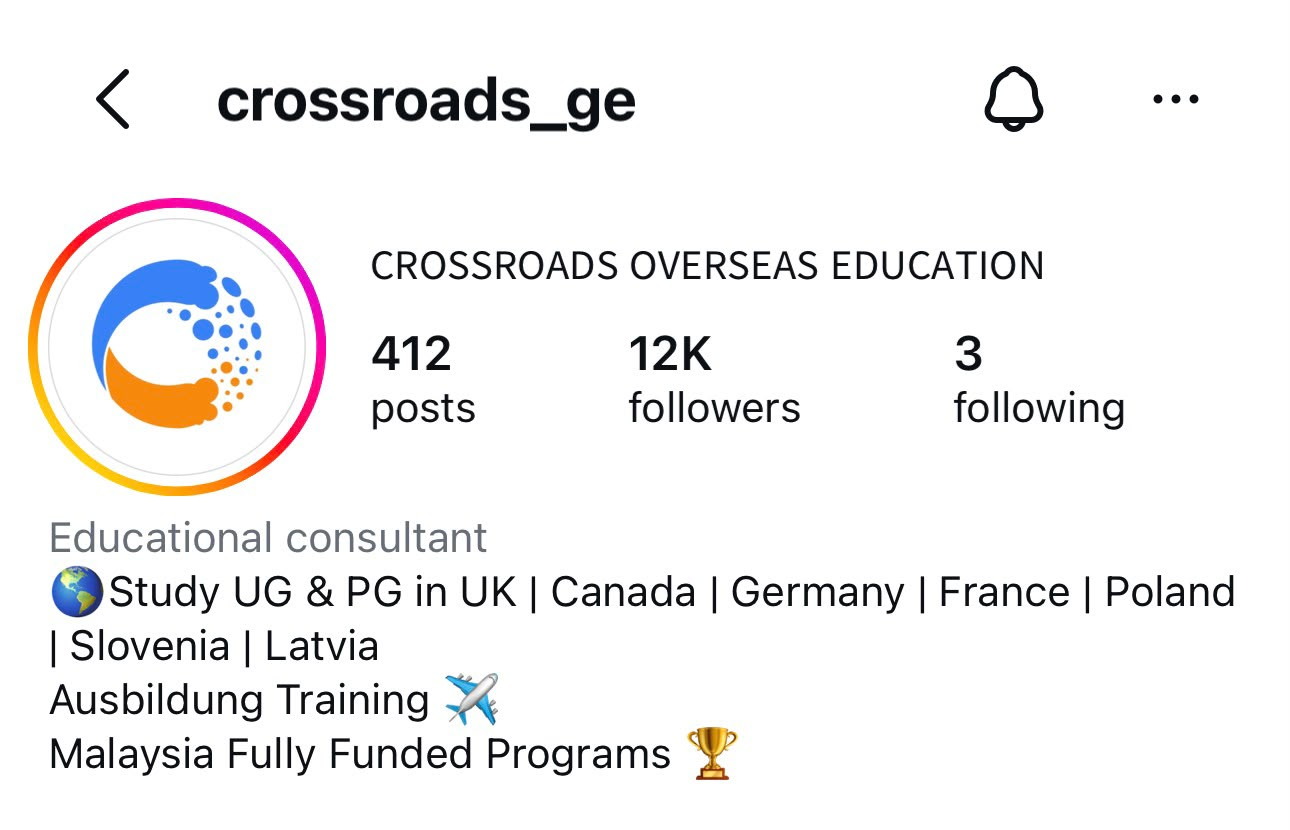 crossroads_ge
CROSSROADS OVERSEAS EDUCATION
412 12K 3
posts followers following
Educational consultant
🌎Study UG & PG in UK | Canada | Germany | France | Poland
| Slovenia | Latvia
Ausbildung Training ✈️
Malaysia Fully Funded Programs 🏆